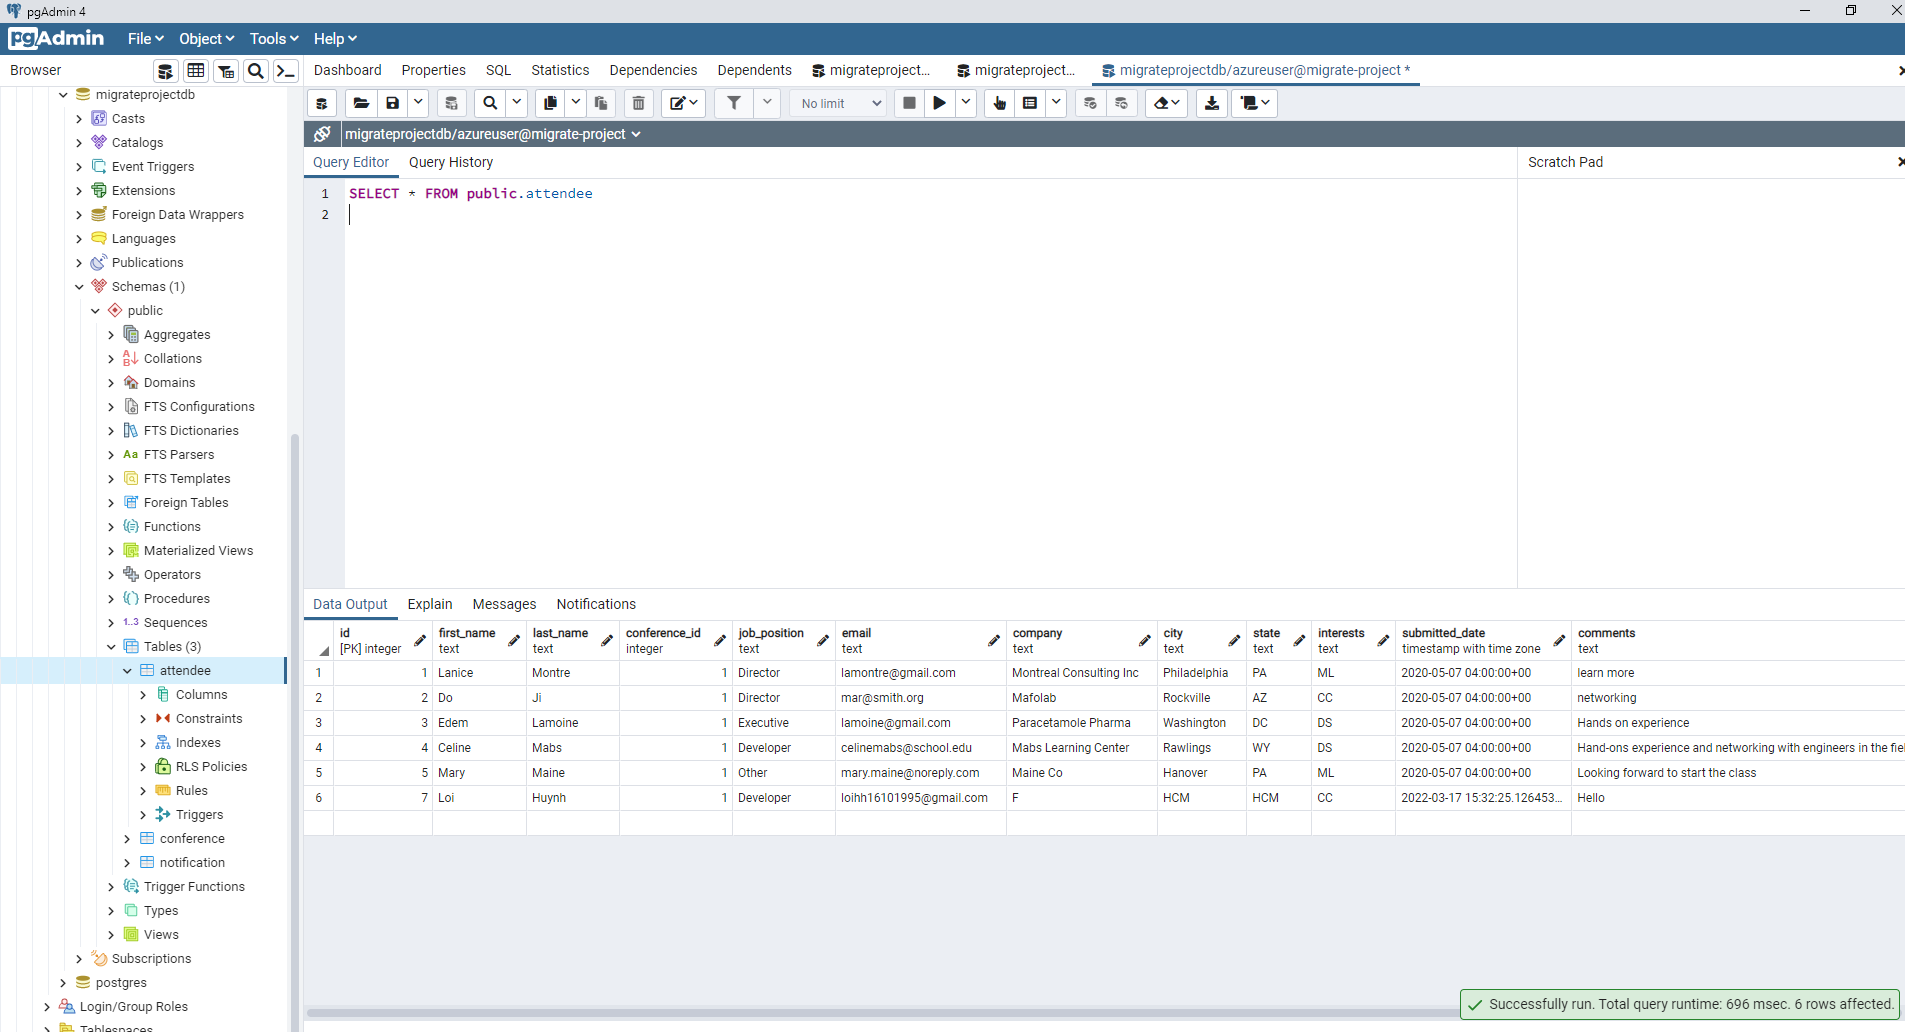 pgAdmin 4
pgAdmin File Object Tools Help
Browser
Dashboard Properties SQL Statistics Dependencies Dependents migrateproject... migrateproject... migrateprojectdb/azureuser@migrate-project *
No limit
migrateprojectdb/azureuser@migrate-project
Query Editor Query History
Scratch Pad
1 SELECT * FROM public.attendee
2
migrateprojectdb
Casts
Catalogs
Event Triggers
Extensions
Foreign Data Wrappers
Languages
Publications
Schemas (1)
public
Aggregates
Collations
Domains
FTS Configurations
FTS Dictionaries
Aa FTS Parsers
FTS Templates
Foreign Tables
Functions
Materialized Views
Operators
Procedures
1..3 Sequences
Tables (3)
attendee
Columns
Constraints
Indexes
RLS Policies
Rules
Triggers
conference
notification
Trigger Functions
Types
Views
Subscriptions
postgres
Login/Group Roles
Tablespaces
Data Output Explain Messages Notifications
id first_name last_name conference_id job_position email company city state interests submitted_date comments
[PK] integer text text integer text text text text text text timestamp with time zone text
1 1 Lanice Montre 1 Director lamontre@gmail.com Montreal Consulting Inc Philadelphia PA ML 2020-05-07 04:00:00+00 learn more
2 2 Do Ji 1 Director mar@smith.org Mafolab Rockville AZ CC 2020-05-07 04:00:00+00 networking
3 3 Edem Lamoine 1 Executive lamoine@gmail.com Paracetamole Pharma Washington DC DS 2020-05-07 04:00:00+00 Hands on experience
4 4 Celine Mabs 1 Developer celinemabs@school.edu Mabs Learning Center Rawlings WY DS 2020-05-07 04:00:00+00 Hand-ons experience and networking with engineers in the fie
5 5 Mary Maine 1 Other mary.maine@noreply.com Maine Co Hanover PA ML 2020-05-07 04:00:00+00 Looking forward to start the class
6 7 Loi Huynh 1 Developer loihh16101995@gmail.com F HCM HCM CC 2022-03-17 15:32:25.126453... Hello
Successfully run. Total query runtime: 696 msec. 6 rows affected.